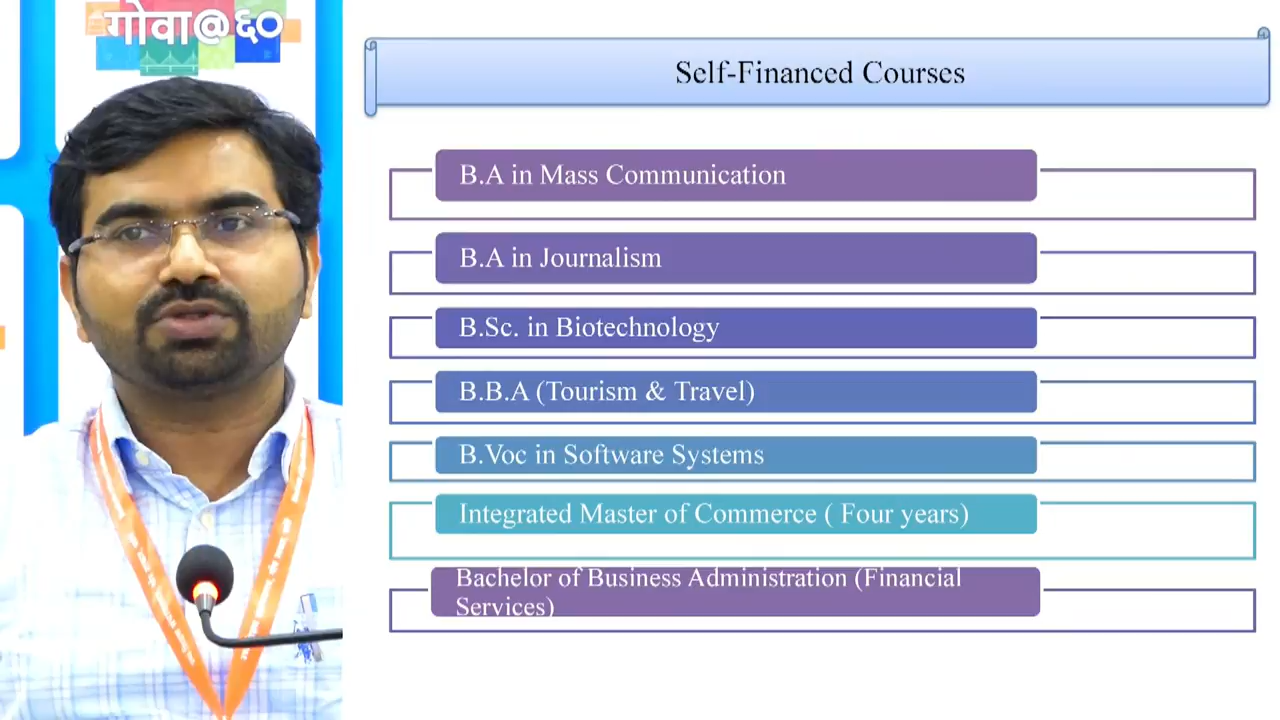 गोवा@६०
Self-Financed Courses
B.A in Mass Communication
B.A in Journalism
B.Sc. in Biotechnology
B.B.A (Tourism & Travel)
B.Voc in Software Systems
Integrated Master of Commerce ( Four years)
Bachelor of Business Administration (Financial
Services)